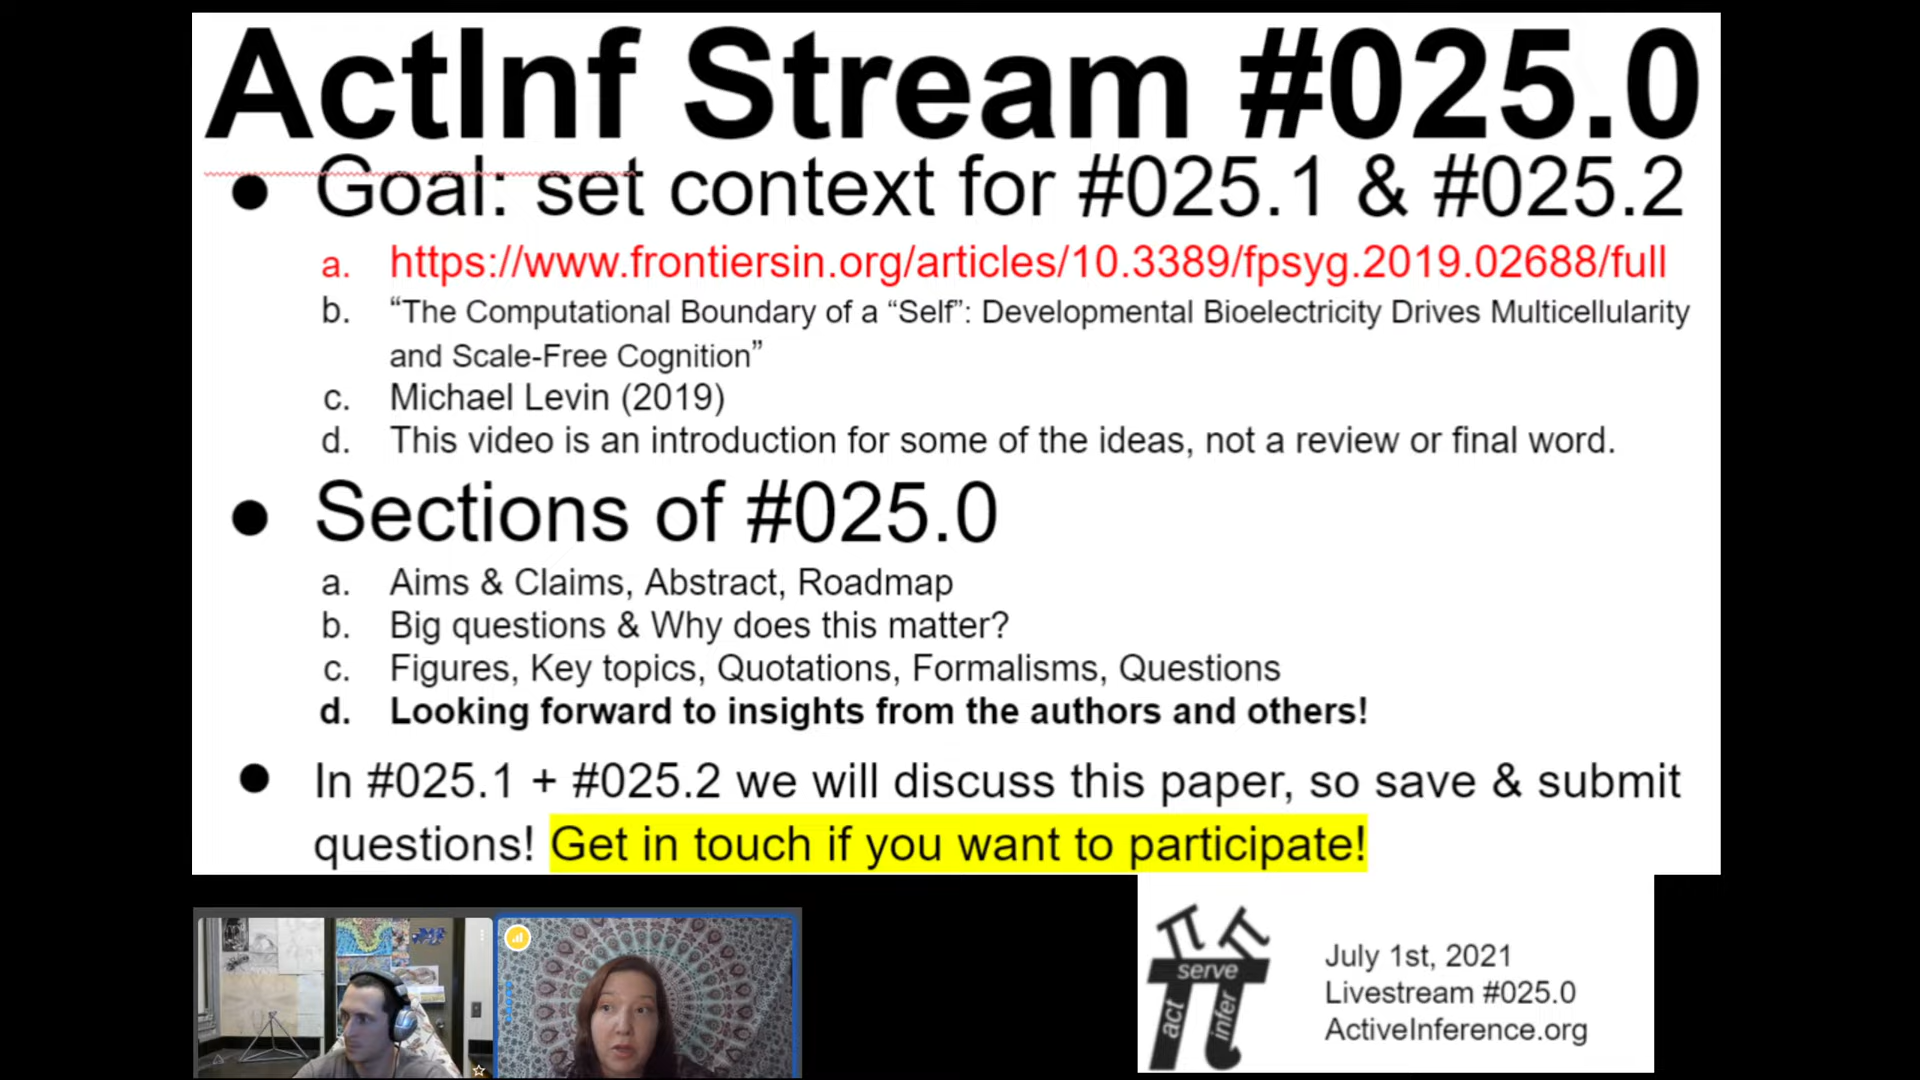 ActInf Stream #025.0
● Goal: set context for #025.1 & #025.2
a. https://www.frontiersin.org/articles/10.3389/fpsyg.2019.02688/full
b. “The Computational Boundary of a “Self”: Developmental Bioelectricity Drives Multicellularity
and Scale-Free Cognition”
c. Michael Levin (2019)
d. This video is an introduction for some of the ideas, not a review or final word.
● Sections of #025.0
a. Aims & Claims, Abstract, Roadmap
b. Big questions & Why does this matter?
c. Figures, Key topics, Quotations, Formalisms, Questions
d. Looking forward to insights from the authors and others!
● In #025.1 + #025.2 we will discuss this paper, so save & submit
questions! Get in touch if you want to participate!
serve
act
infer
July 1st, 2021
Livestream #025.0
ActiveInference.org